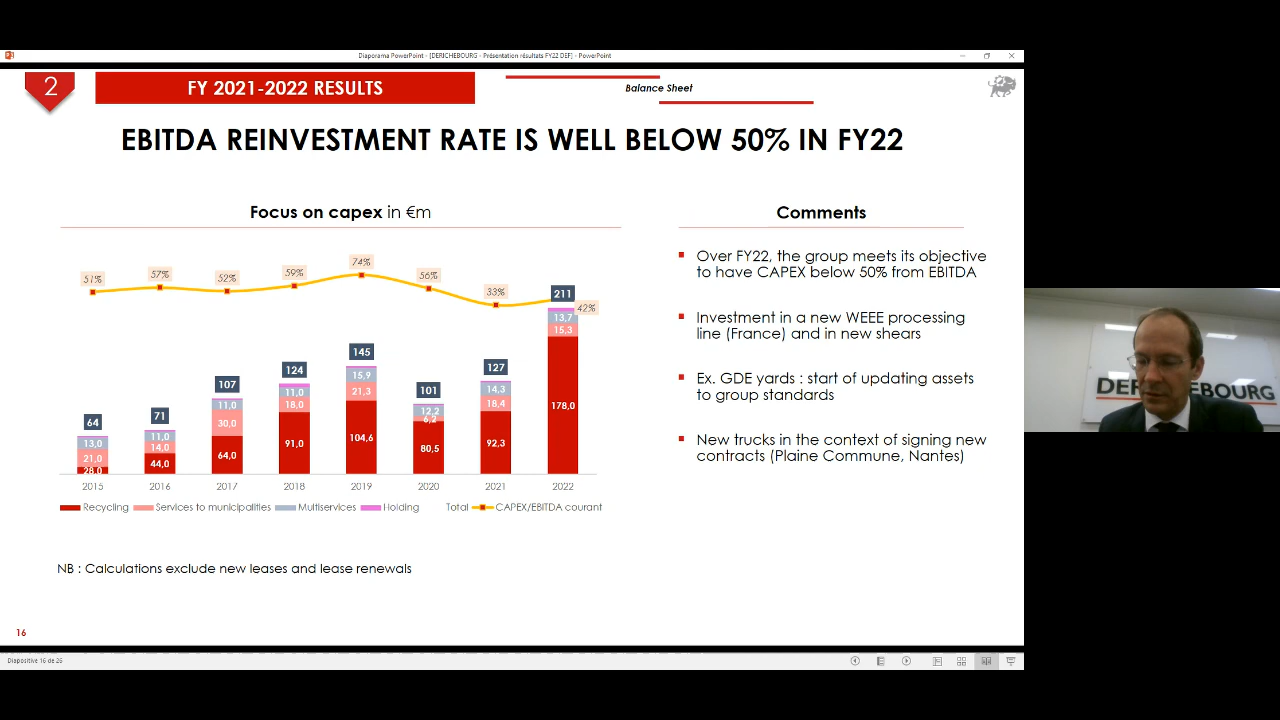 Diaporama PowerPoint - [DERICHEBOURG - Présentation résultats FY22 DEF] - PowerPoint
2
FY 2021-2022 RESULTS
Balance Sheet
EBITDA REINVESTMENT RATE IS WELL BELOW 50% IN FY22
Focus on capex in €m
51%
57%
52%
59%
74%
56%
33%
42%
64
71
107
124
145
101
127
211
13,0
21,0
28,0
11,0
14,0
44,0
11,0
30,0
64,0
11,0
18,0
91,0
15,9
21,3
104,6
12,2
6,2
80,5
14,3
18,4
92,3
13,7
15,3
178,0
2015
2016
2017
2018
2019
2020
2021
2022
Recycling
Services to municipalities
Multiservices
Holding
Total
CAPEX/EBITDA courant
Comments
Over FY22, the group meets its objective
to have CAPEX below 50% from EBITDA
Investment in a new WEEE processing
line (France) and in new shears
Ex. GDE yards : start of updating assets
to group standards
New trucks in the context of signing new
contracts (Plaine Commune, Nantes)
NB : Calculations exclude new leases and lease renewals
16
Diapositive 16 de 26
DERICHEBOURG